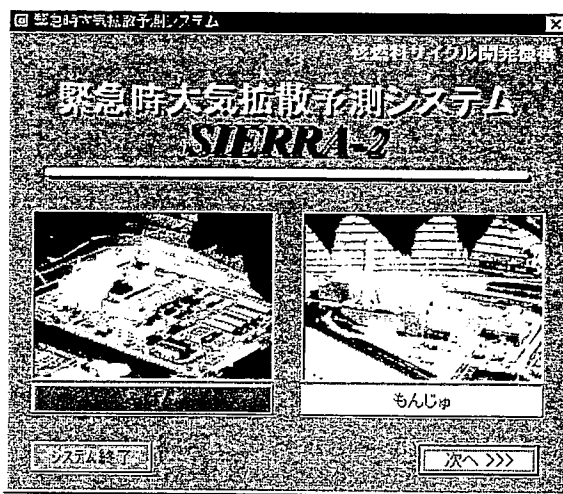 緊急時大気拡散予測システム
核燃料サイクル開発機構
緊急時大気拡散予測システム
SIERRA-2
もんじゅ
システム終了
次へ >>>